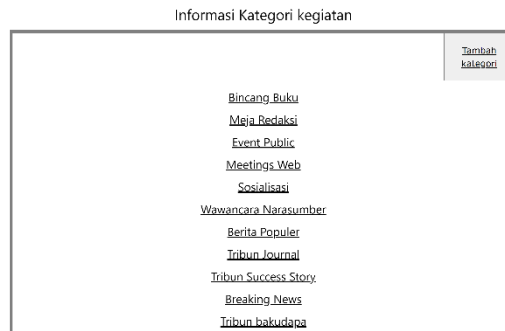 Informasi Kategori kegiatan
Tambah
kategori
Bincang Buku
Meja Redaksi
Event Public
Meetings Web
Sosialisasi
Wawancara Narasumber
Berita Populer
Tribun Journal
Tribun Success Story
Breaking News
Tribun bakudapa